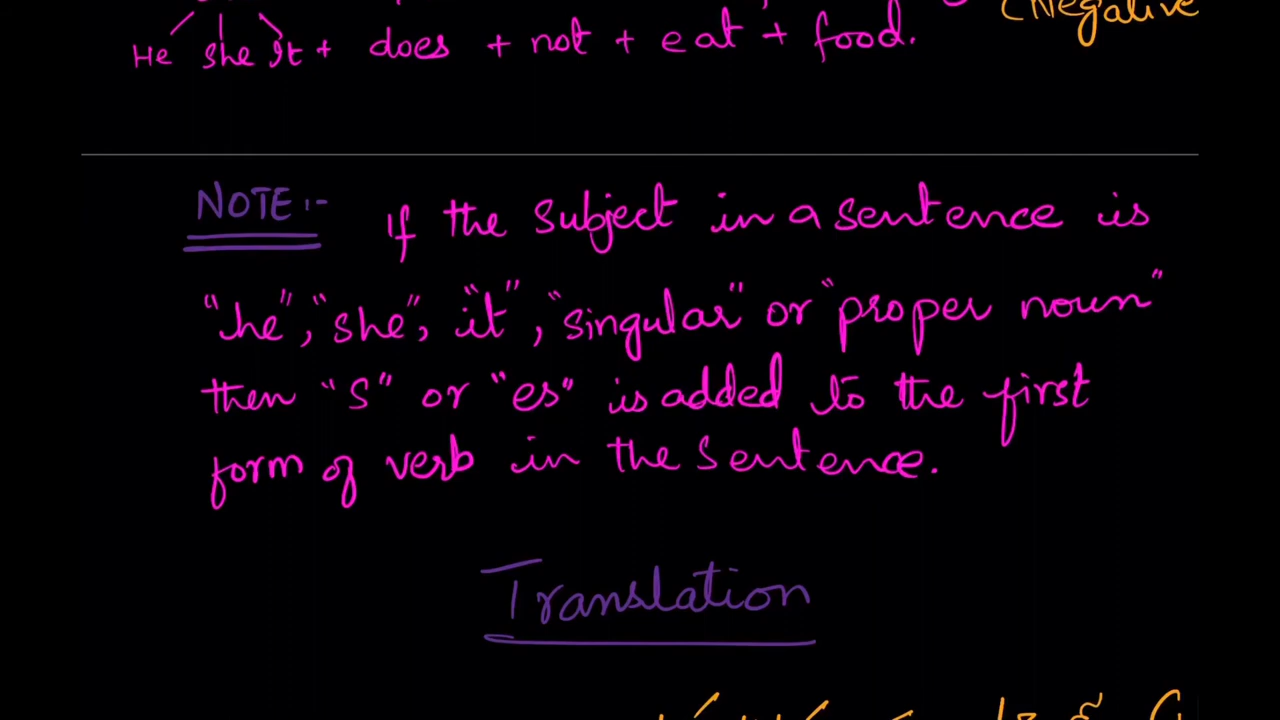 (Negative
He she It + does + not + eat + food.
NOTE :- If the subject in a sentence is
"he", "she", "it", "singular" or "proper noun"
then "s" or "es" is added to the first
form of verb in the sentence.
Translation